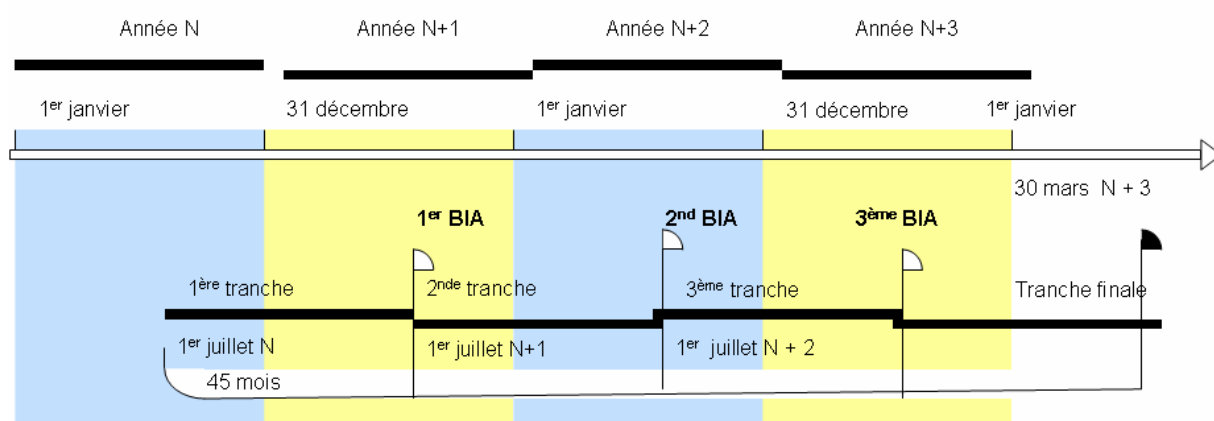 Année N Année N+1 Année N+2 Année N+3
1er janvier 31 décembre 1er janvier 31 décembre 1er janvier
30 mars N + 3
1er BIA 2nd BIA 3ème BIA
1ère tranche 2nde tranche 3ème tranche Tranche finale
1er juillet N 1er juillet N+1 1er juillet N + 2
45 mois